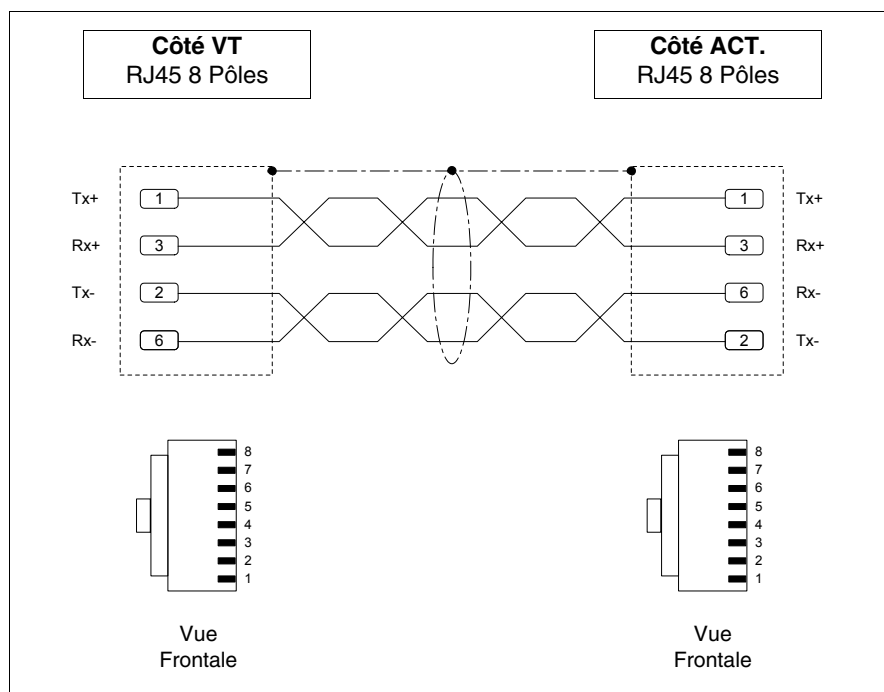 Côté VT
RJ45 8 Pôles
Côté ACT.
RJ45 8 Pôles
Tx+ 1 1 Tx+
Rx+ 3 3 Rx+
Tx- 2 6 Rx-
Rx- 6 2 Tx-
8
7
6
5
4
3
2
1
Vue
Frontale
8
7
6
5
4
3
2
1
Vue
Frontale